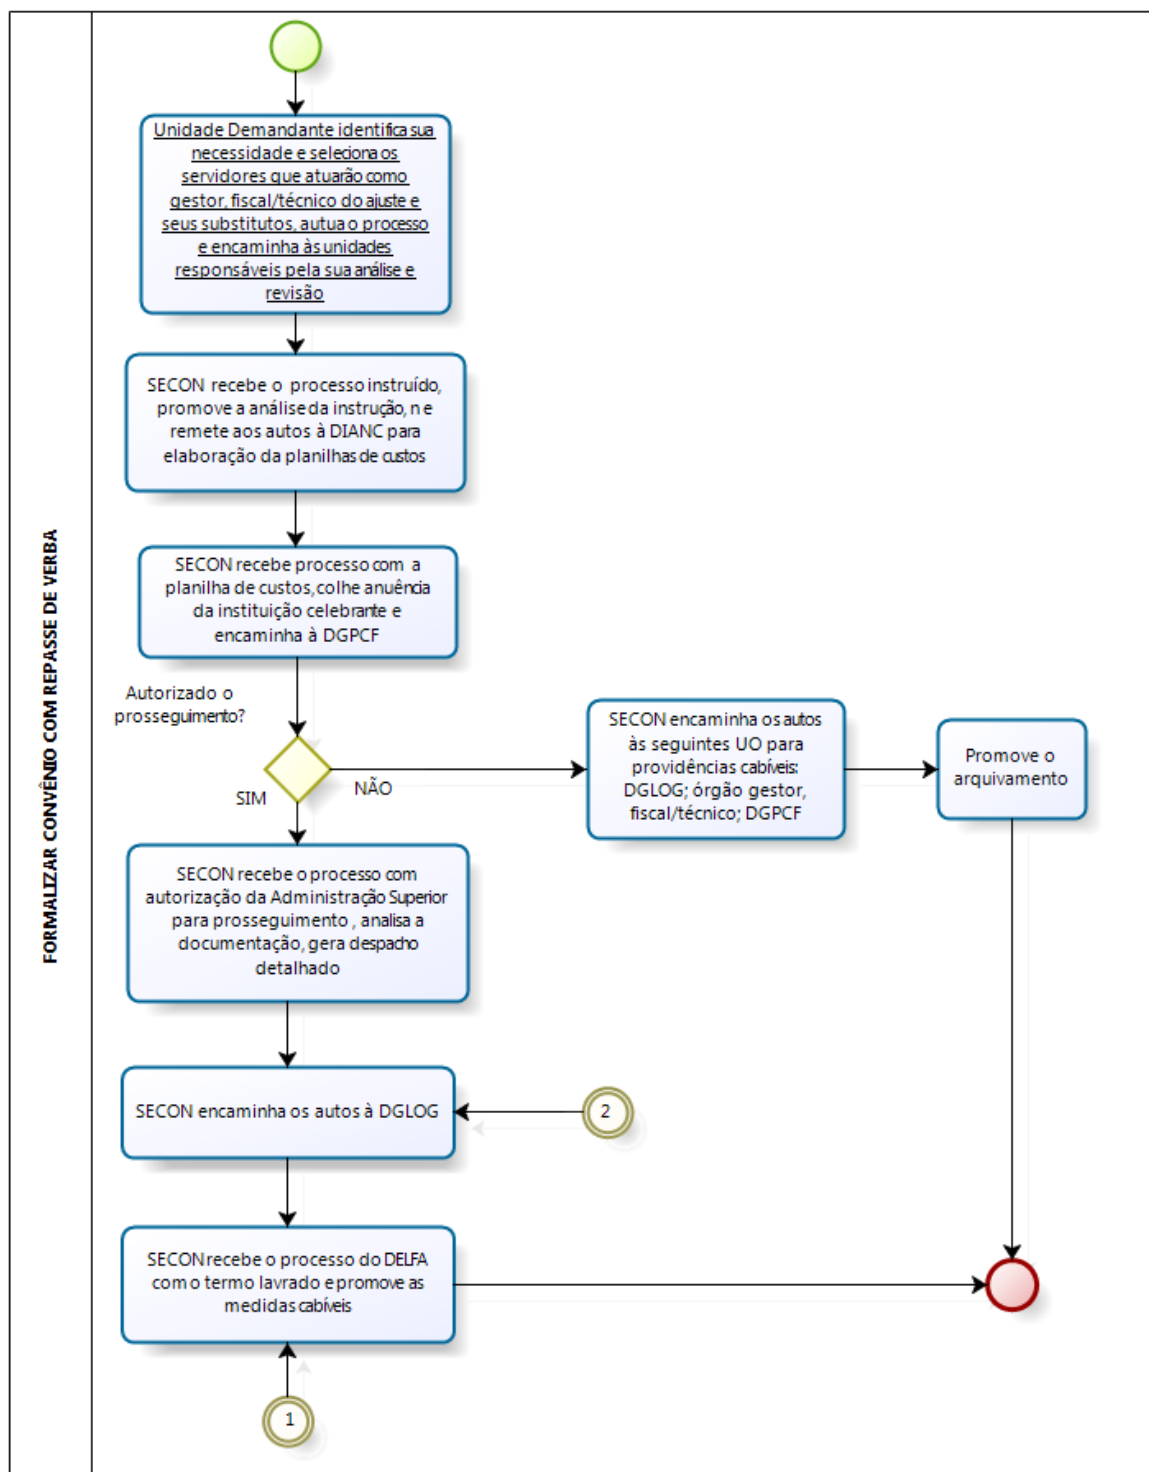 FORMALIZAR CONVÊNIO COM REPASSE DE VERBA
Unidade Demandante identifica sua
necessidade e seleciona os
servidores que atuarão como
gestor, fiscal/técnico do ajuste e
seus substitutos, autua o processo
e encaminha às unidades
responsáveis pela sua análise e
revisão
SECON recebe o processo instruído,
promove a análise da instrução, n e
remete aos autos à DIANC para
elaboração da planilhas de custos
SECON recebe processo com a
planilha de custos, colhe anuência
da instituição celebrante e
encaminha à DGPCF
Autorizado o
prosseguimento?
SIM
NÃO
SECON encaminha os autos
às seguintes UO para
providências cabíveis:
DGLOG; órgão gestor,
fiscal/técnico; DGPCF
Promove o
arquivamento
SECON recebe o processo com
autorização da Administração Superior
para prosseguimento , analisa a
documentação, gera despacho
detalhado
SECON encaminha os autos à DGLOG
2
SECON recebe o processo do DELFA
com o termo lavrado e promove as
medidas cabíveis
1